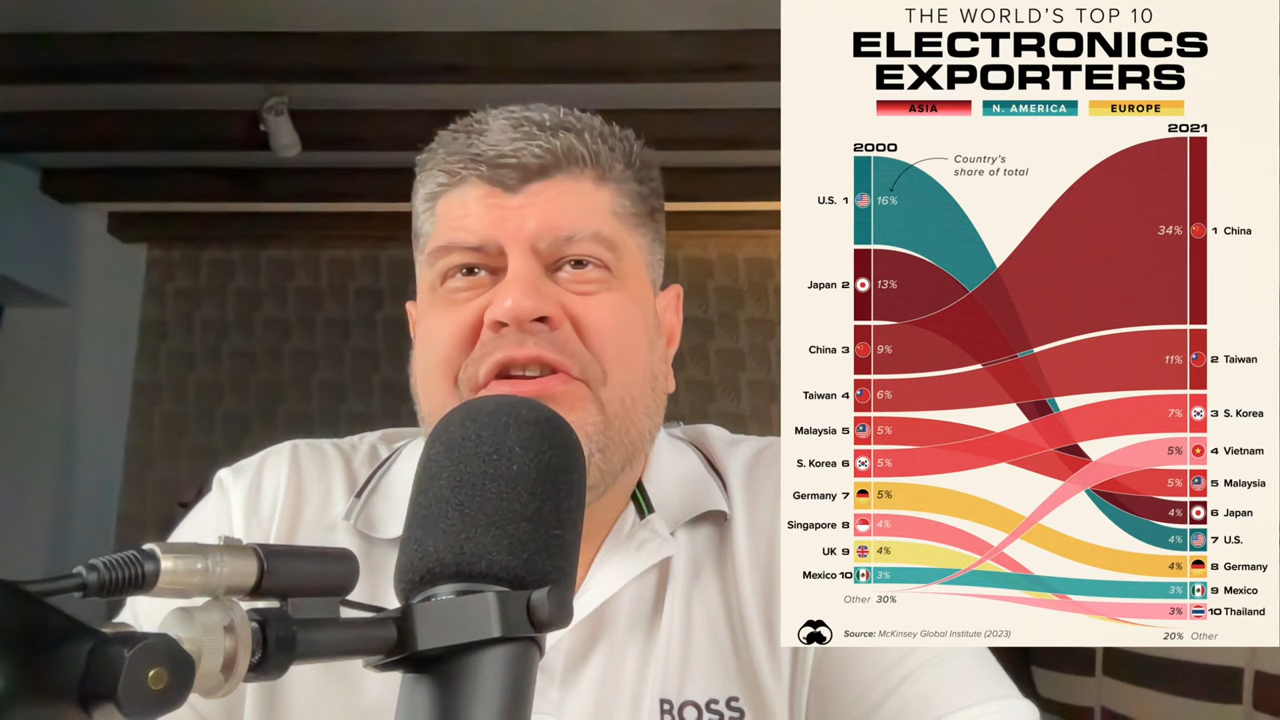 THE WORLD'S TOP 10
ELECTRONICS
EXPORTERS
ASIA
N. AMERICA
EUROPE
2000
2021
Country's
share of total
U.S. 1
16%
Japan 2
13%
China 3
9%
Taiwan 4
6%
Malaysia 5
5%
S. Korea 6
5%
Germany 7
5%
Singapore 8
4%
UK 9
4%
Mexico 10
3%
Other 30%
34%
1 China
11%
2 Taiwan
7%
3 S. Korea
5%
4 Vietnam
5%
5 Malaysia
4%
6 Japan
4%
7 U.S.
4%
8 Germany
3%
9 Mexico
3%
10 Thailand
20% Other
Source: McKinsey Global Institute (2023)
BOSS